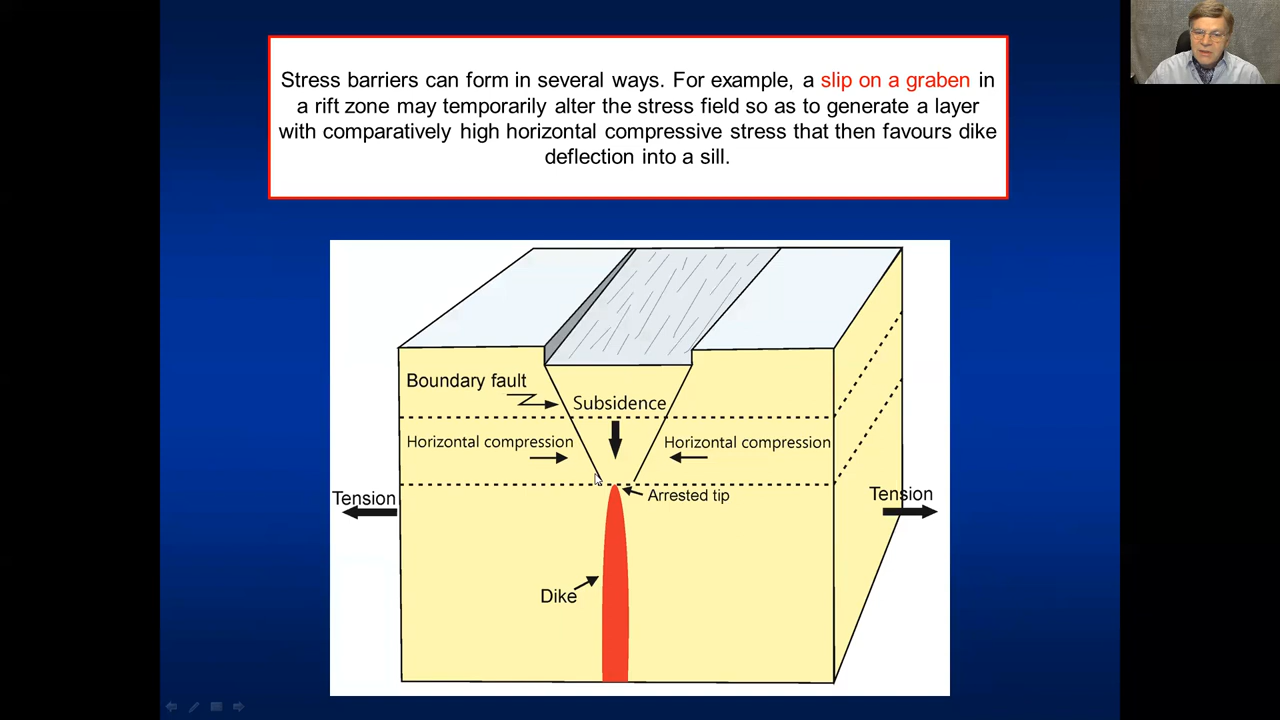 Stress barriers can form in several ways. For example, a slip on a graben in
a rift zone may temporarily alter the stress field so as to generate a layer
with comparatively high horizontal compressive stress that then favours dike
deflection into a sill.
Boundary fault
Subsidence
Horizontal compression
Horizontal compression
Tension
Arrested tip
Tension
Dike